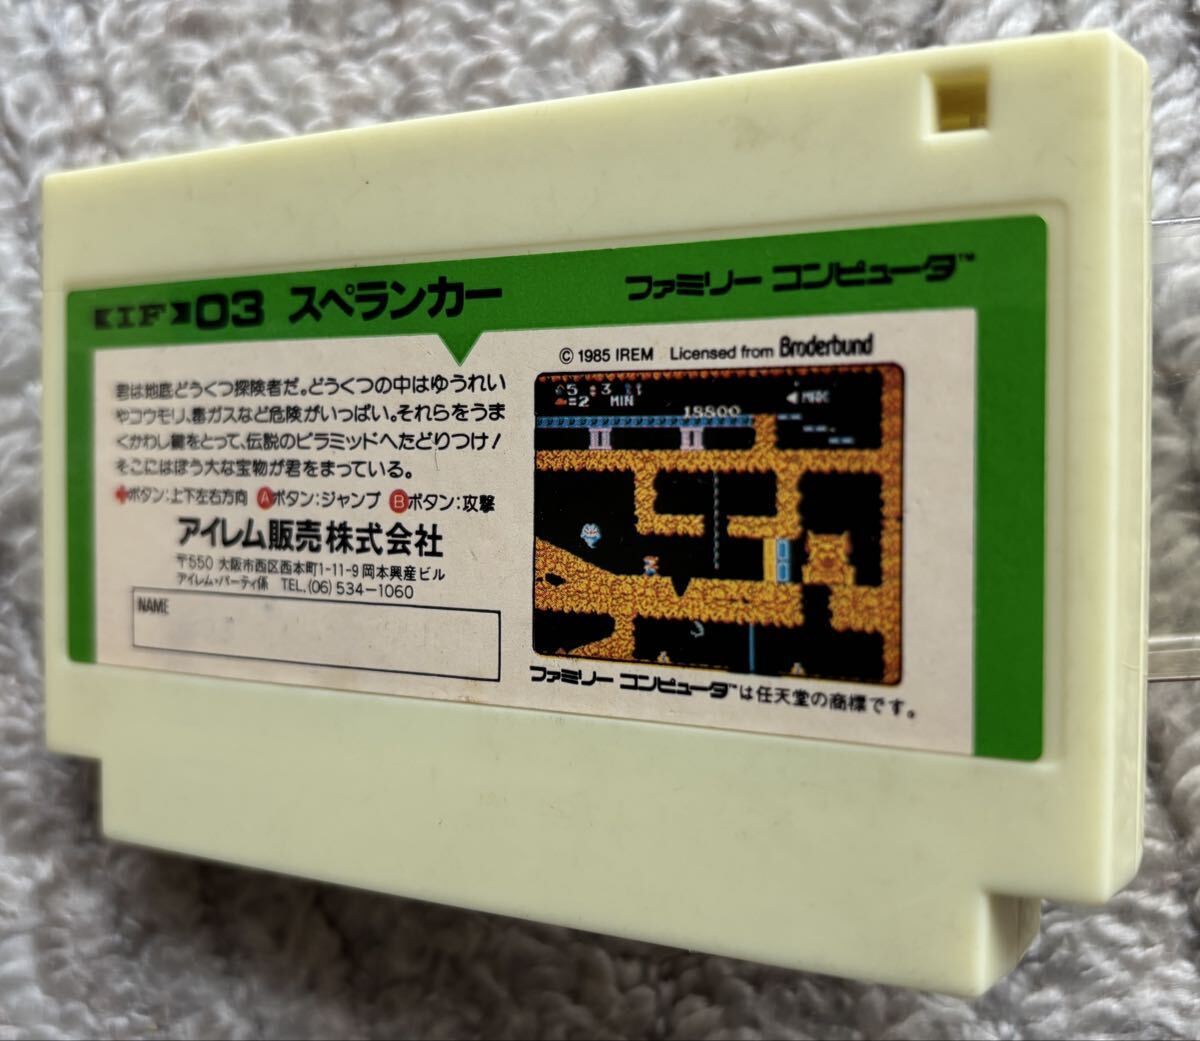 【IF】03 スペランカー
ファミリー コンピュータ™
君は地底どうくつ探険者だ。どうくつの中はゆうれい
やコウモリ、毒ガスなど危険がいっぱい。それらをうま
くかわし鍵をとって、伝説のピラミッドへたどりつけ!
そこにはぼう大な宝物が君をまっている。
✚ボタン:上下左右方向 Ⓐボタン:ジャンプ Ⓑボタン:攻撃
アイレム販売株式会社
〒550 大阪市西区西本町1-11-9 岡本興産ビル
アイレム・パーティ係 TEL.(06)534-1060
NAME
© 1985 IREM Licensed from Broderbund
5 3
=2 MIN
18800
ファミリー コンピュータ™は任天堂の商標です。